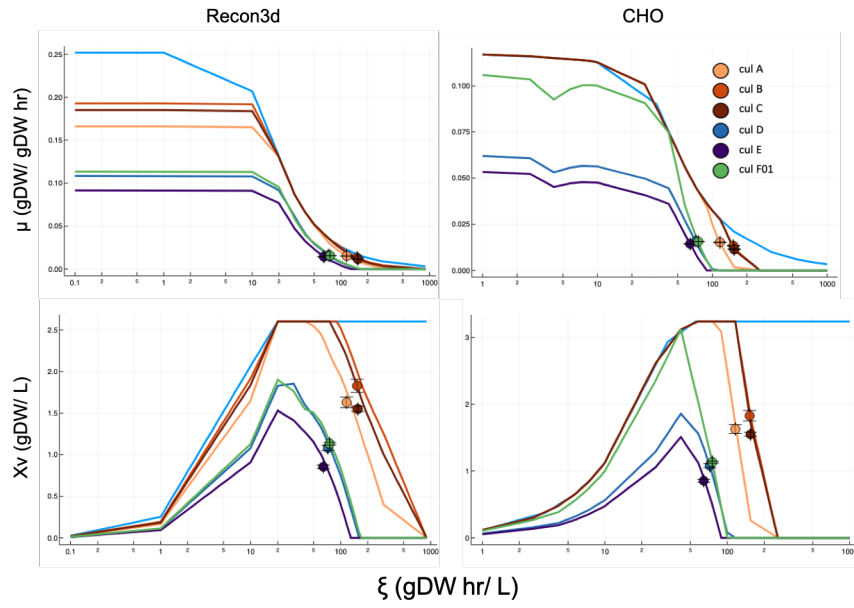 Recon3d
CHO
μ (gDW/ gDW hr)
0.25
0.20
0.15
0.10
0.05
0.00
0.1 2 5 1 2 5 10 2 5 100 2 5 1000
0.100
0.075
0.050
0.025
0.000
1 2 5 10 2 5 100 2 5 1000
cul A
cul B
cul C
cul D
cul E
cul F01
Xv (gDW/ L)
2.5
2.0
1.5
1.0
0.5
0.0
0.1 2 5 1 2 5 10 2 5 100 2 5 1000
3
2
1
0
1 2 5 10 2 5 100 2 5 100
ξ (gDW hr/ L)